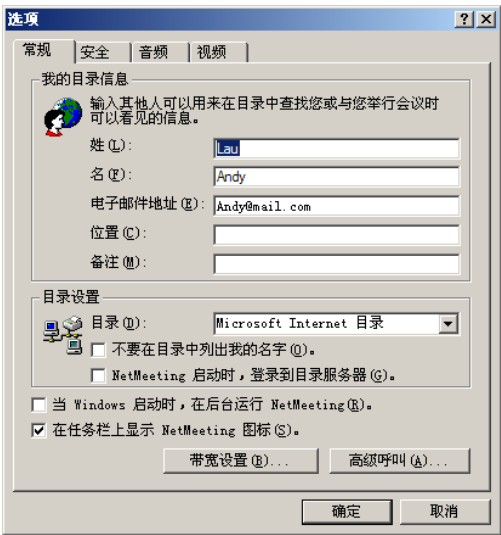 选项
常规 安全 音频 视频
我的目录信息
输入其他人可以用来在目录中查找您或与您举行会议时
可以看见的信息。
姓(L): Lau
名(F): Andy
电子邮件地址(E): Andy@mail.com
位置(C):
备注(M):
目录设置
目录(D): Microsoft Internet 目录
不要在目录中列出我的名字(O)。
NetMeeting 启动时，登录到目录服务器(G)。
当 Windows 启动时，在后台运行 NetMeeting(R)。
在任务栏上显示 NetMeeting 图标(S)。
带宽设置(B)... 高级呼叫(A)...
确定 取消